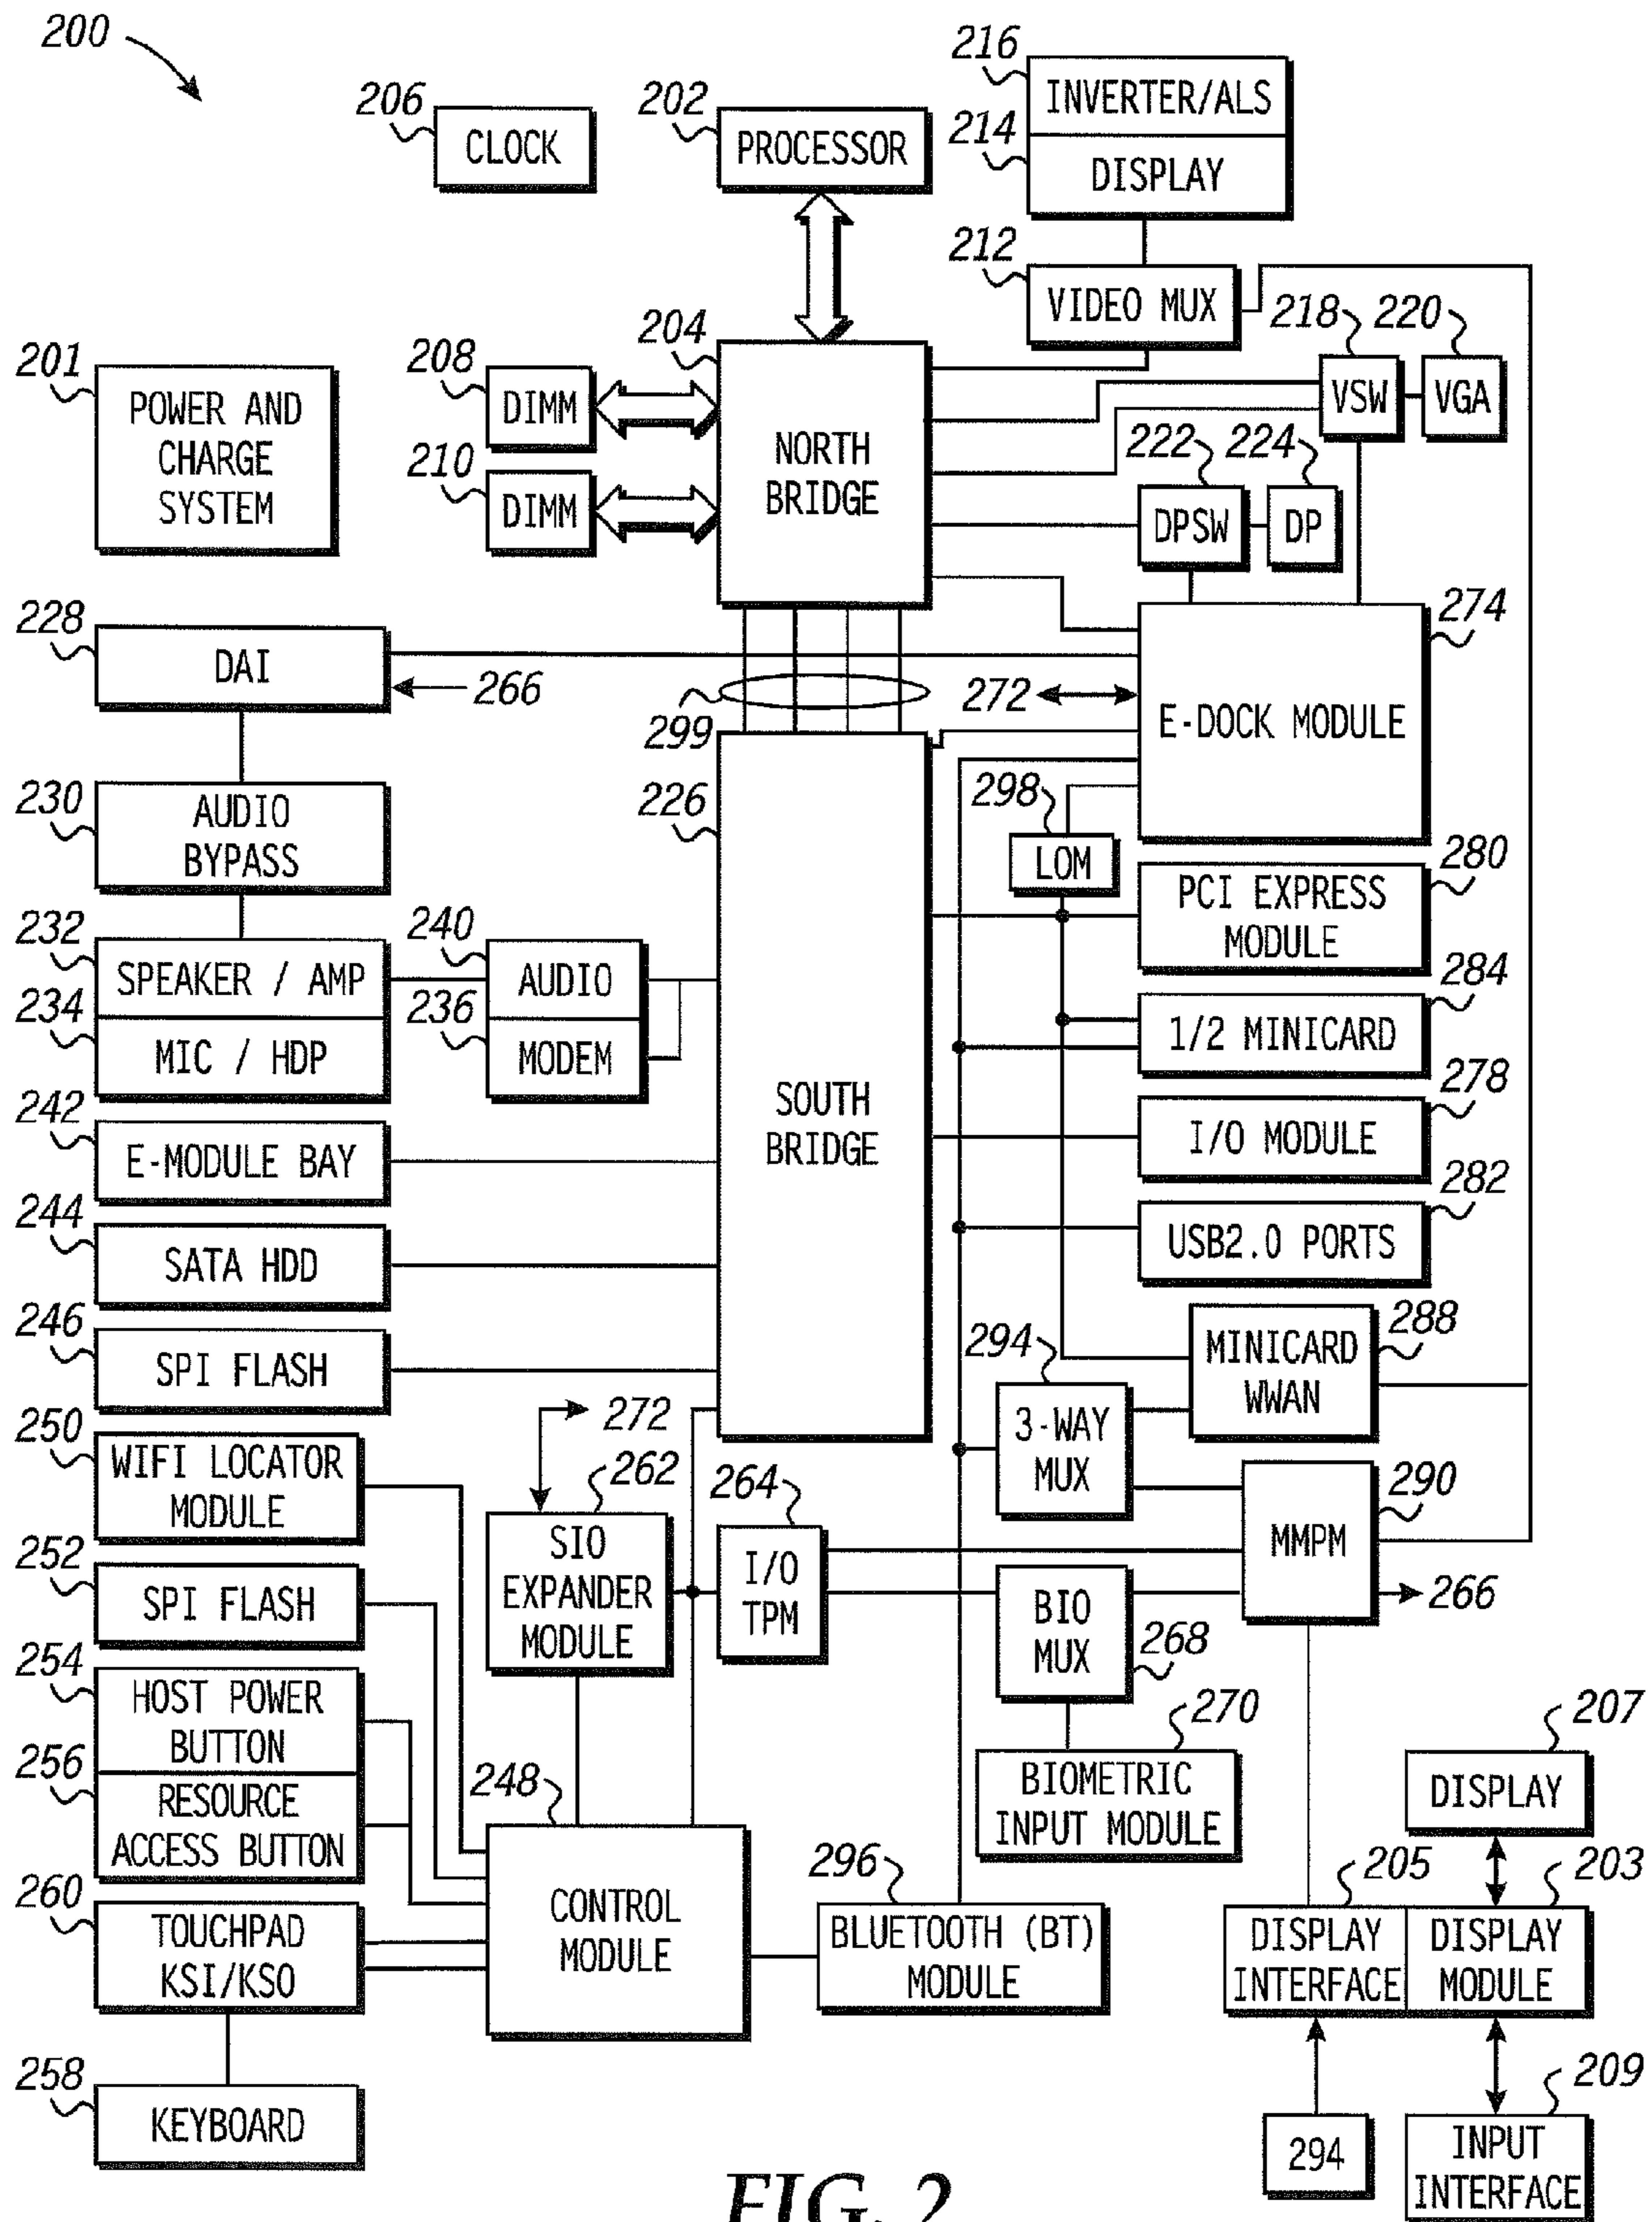 200
216
INVERTER/ALS
206
CLOCK
202
PROCESSOR
214
DISPLAY
212
VIDEO MUX
218
220
VSW
VGA
201
POWER AND
CHARGE
SYSTEM
208
DIMM
204
NORTH
BRIDGE
210
DIMM
222
224
DPSW
DP
228
DAI
266
274
272
E-DOCK MODULE
299
230
AUDIO
BYPASS
226
SOUTH
BRIDGE
298
LOM
280
PCI EXPRESS
MODULE
232
SPEAKER / AMP
240
AUDIO
234
MIC / HDP
236
MODEM
284
1/2 MINICARD
242
E-MODULE BAY
278
I/O MODULE
244
SATA HDD
282
USB2.0 PORTS
246
SPI FLASH
288
MINICARD
WWAN
294
3-WAY
MUX
272
250
WIFI LOCATOR
MODULE
262
SIO
EXPANDER
MODULE
264
I/O
TPM
290
MMPM
266
252
SPI FLASH
BIO
MUX
268
254
HOST POWER
BUTTON
270
BIOMETRIC
INPUT MODULE
207
DISPLAY
256
RESOURCE
ACCESS BUTTON
248
CONTROL
MODULE
296
BLUETOOTH (BT)
MODULE
205
DISPLAY
INTERFACE
203
DISPLAY
MODULE
260
TOUCHPAD
KSI/KSO
258
KEYBOARD
294
209
INPUT
INTERFACE
FIG. 2